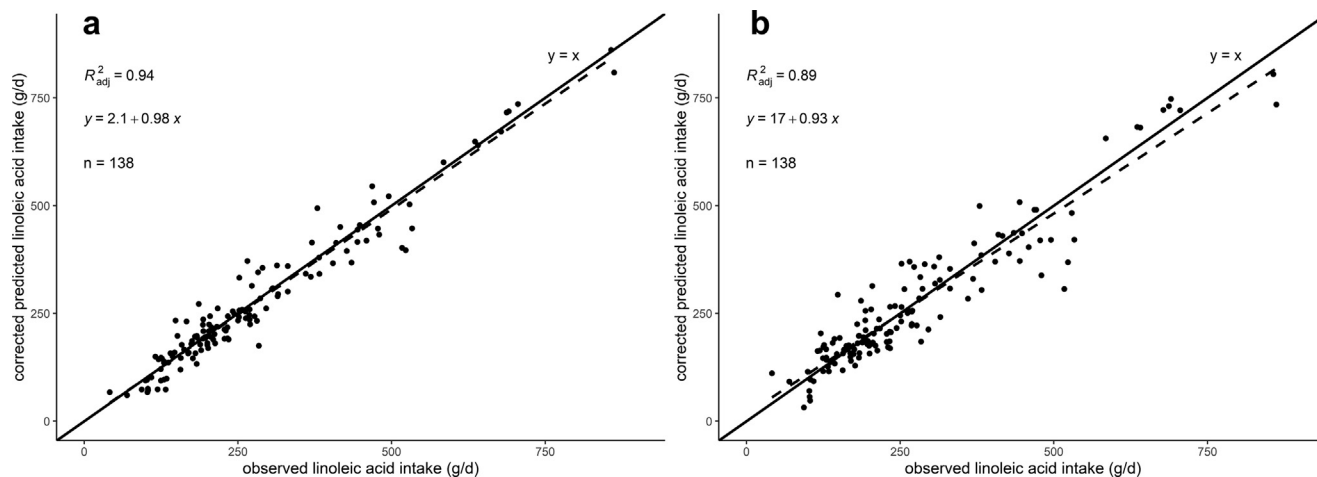 a
y = x
R²adj = 0.94
y = 2.1 + 0.98 x
n = 138
corrected predicted linoleic acid intake (g/d)
750
500
250
0
0 250 500 750
observed linoleic acid intake (g/d)
b
y = x
R²adj = 0.89
y = 17 + 0.93 x
n = 138
corrected predicted linoleic acid intake (g/d)
750
500
250
0
0 250 500 750
observed linoleic acid intake (g/d)